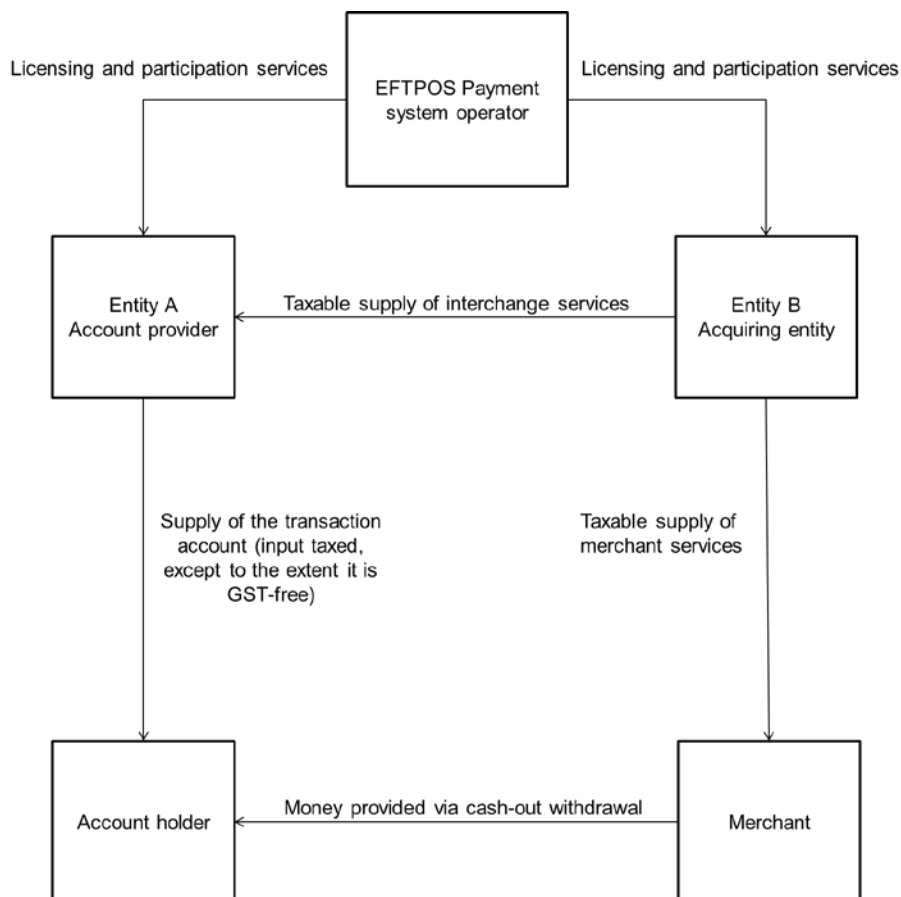 Licensing and participation services
EFTPOS Payment
system operator
Licensing and participation services
Entity A
Account provider
Taxable supply of interchange services
Entity B
Acquiring entity
Supply of the transaction
account (input taxed,
except to the extent it is
GST-free)
Taxable supply of
merchant services
Account holder
Money provided via cash-out withdrawal
Merchant